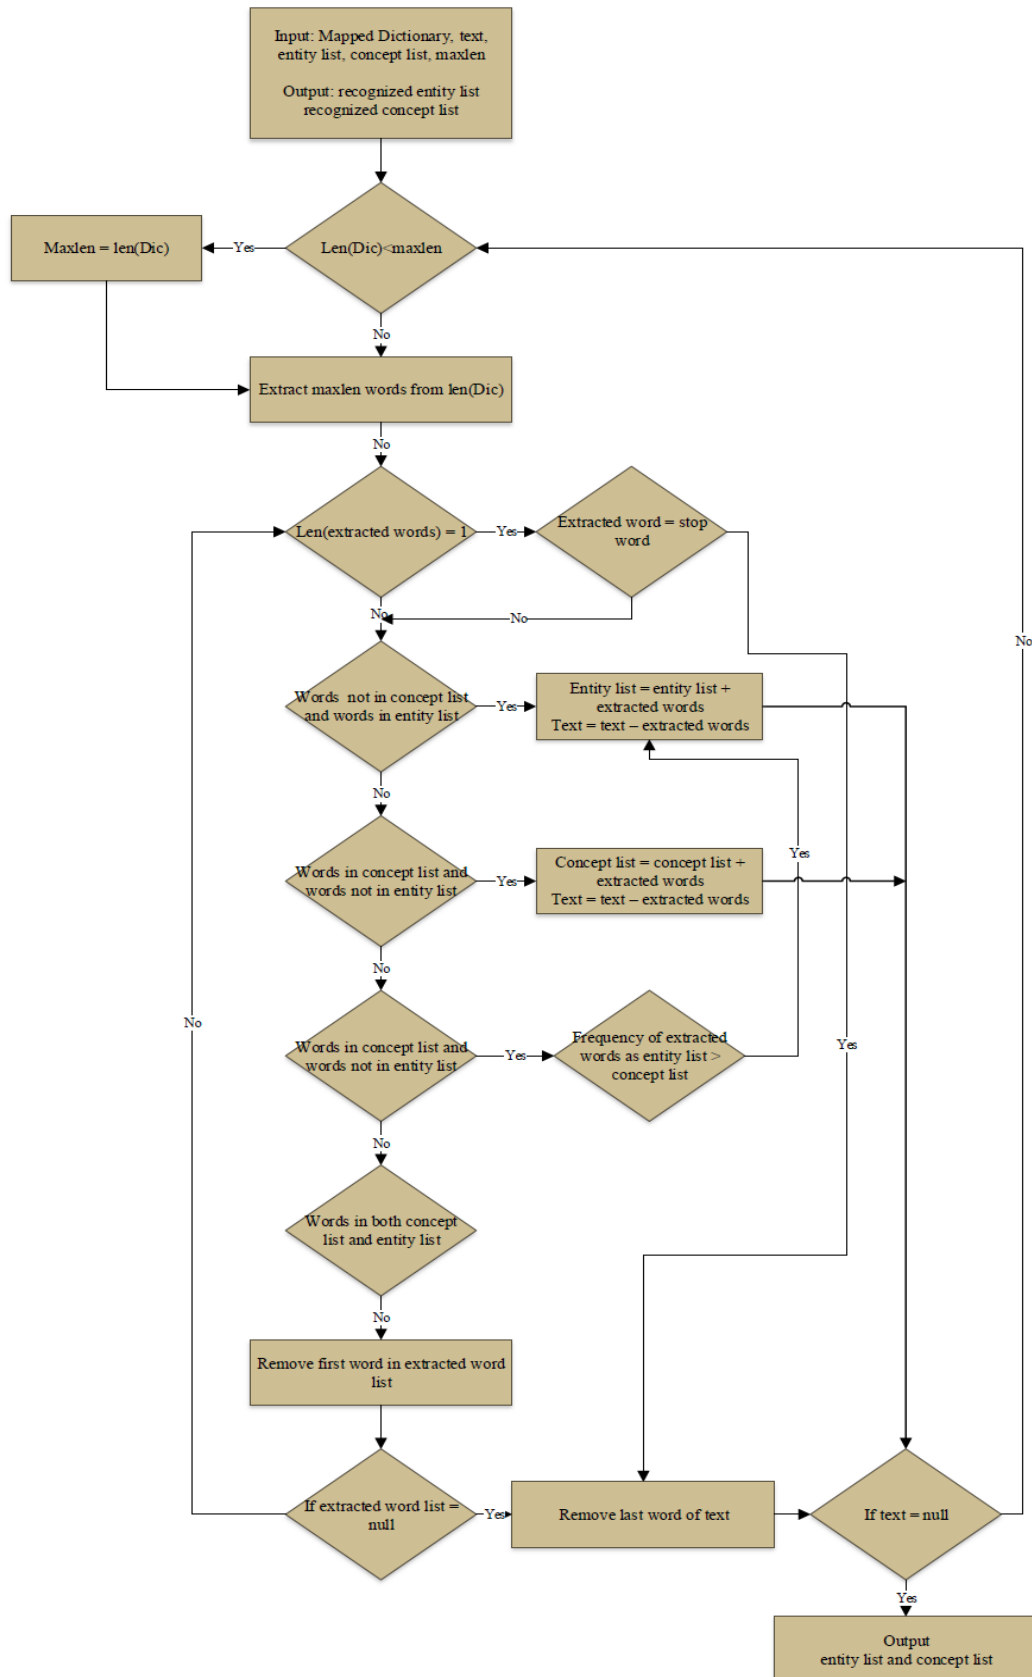 Input: Mapped Dictionary, text,
entity list, concept list, maxlen
Output: recognized entity list
recognized concept list
Maxlen = len(Dic)
Yes
Len(Dic)<maxlen
No
Extract maxlen words from len(Dic)
No
Len(extracted words) = 1
Yes
Extracted word = stop
word
No
No
No
Words  not in concept list
and words in entity list
Yes
Entity list = entity list +
extracted words
Text = text – extracted words
No
Yes
Words in concept list and
words not in entity list
Yes
Concept list = concept list +
extracted words
Text = text – extracted words
No
No
Words in concept list and
words not in entity list
Yes
Frequency of extracted
words as entity list >
concept list
Yes
No
Words in both concept
list and entity list
No
Remove first word in extracted word
list
If extracted word list =
null
Yes
Remove last word of text
If text = null
Yes
Output
entity list and concept list